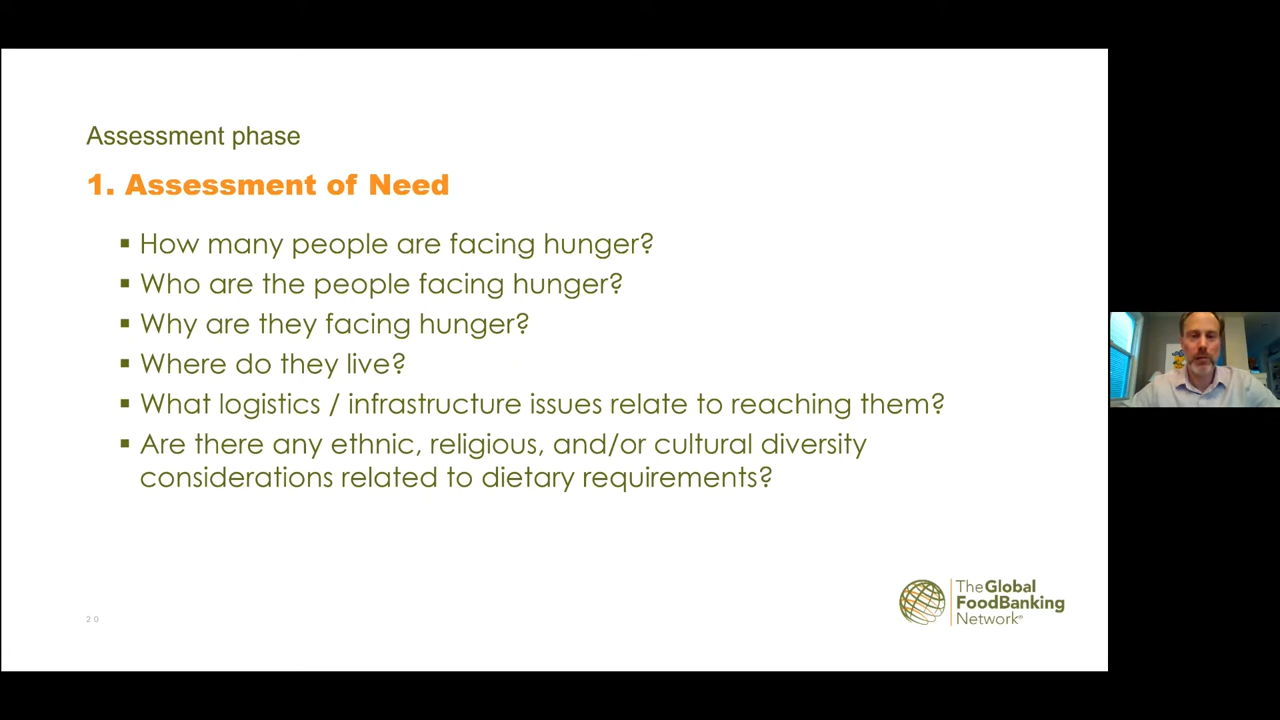 Assessment phase
1. Assessment of Need
▪ How many people are facing hunger?
▪ Who are the people facing hunger?
▪ Why are they facing hunger?
▪ Where do they live?
▪ What logistics / infrastructure issues relate to reaching them?
▪ Are there any ethnic, religious, and/or cultural diversity
considerations related to dietary requirements?
The Global
FoodBanking
Network
20